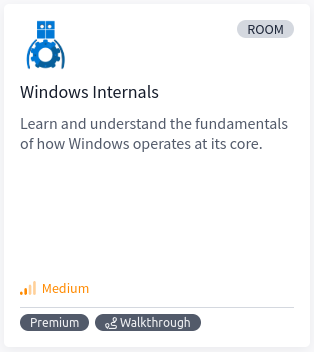 ROOM
Windows Internals
Learn and understand the fundamentals
of how Windows operates at its core.
Medium
Premium
Walkthrough